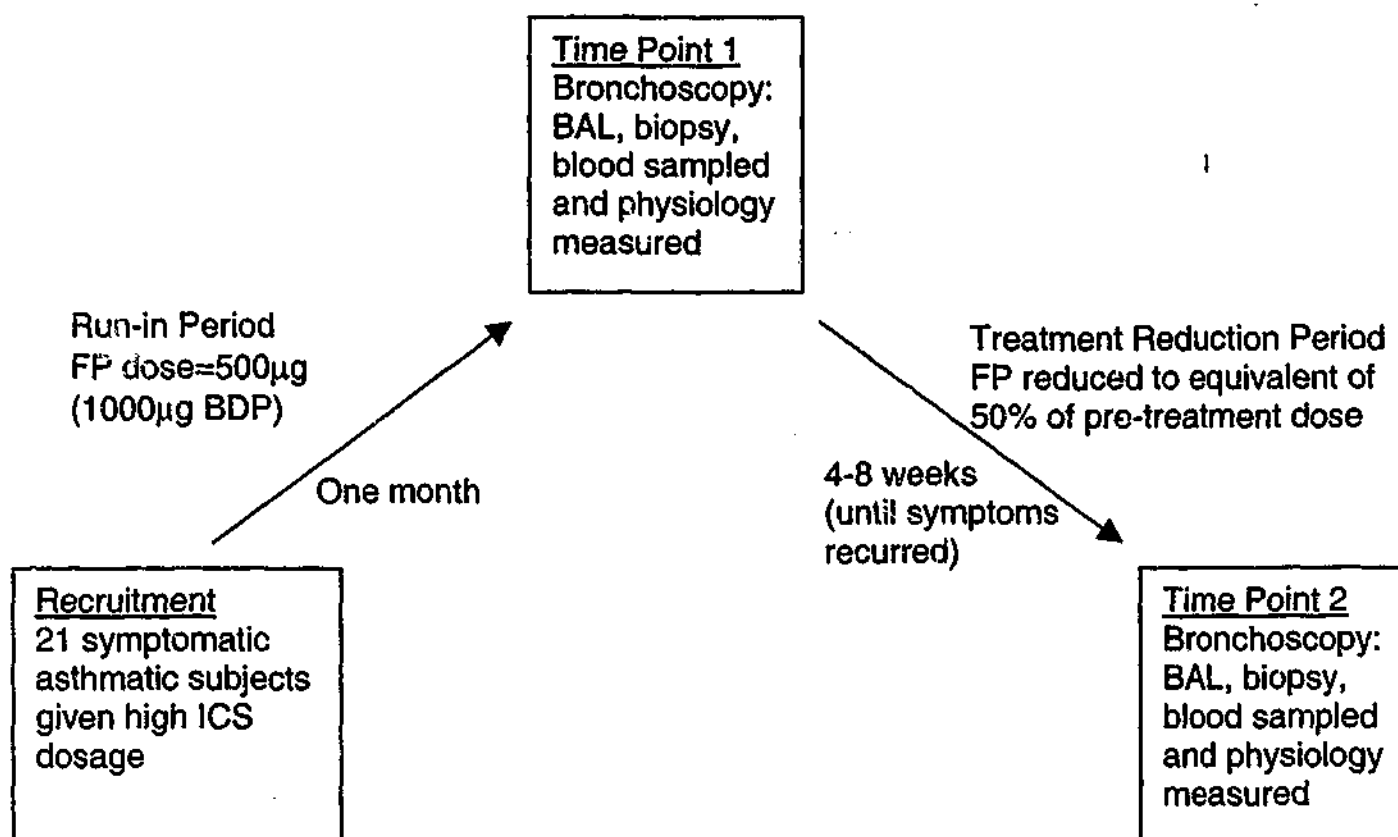 Time Point 1
Bronchoscopy:
BAL, biopsy,
blood sampled
and physiology
measured
Run-in Period
FP dose=500µg
(1000µg BDP)
One month
Treatment Reduction Period
FP reduced to equivalent of
50% of pre-treatment dose
4-8 weeks
(until symptoms
recurred)
Recruitment
21 symptomatic
asthmatic subjects
given high ICS
dosage
Time Point 2
Bronchoscopy:
BAL, biopsy,
blood sampled
and physiology
measured